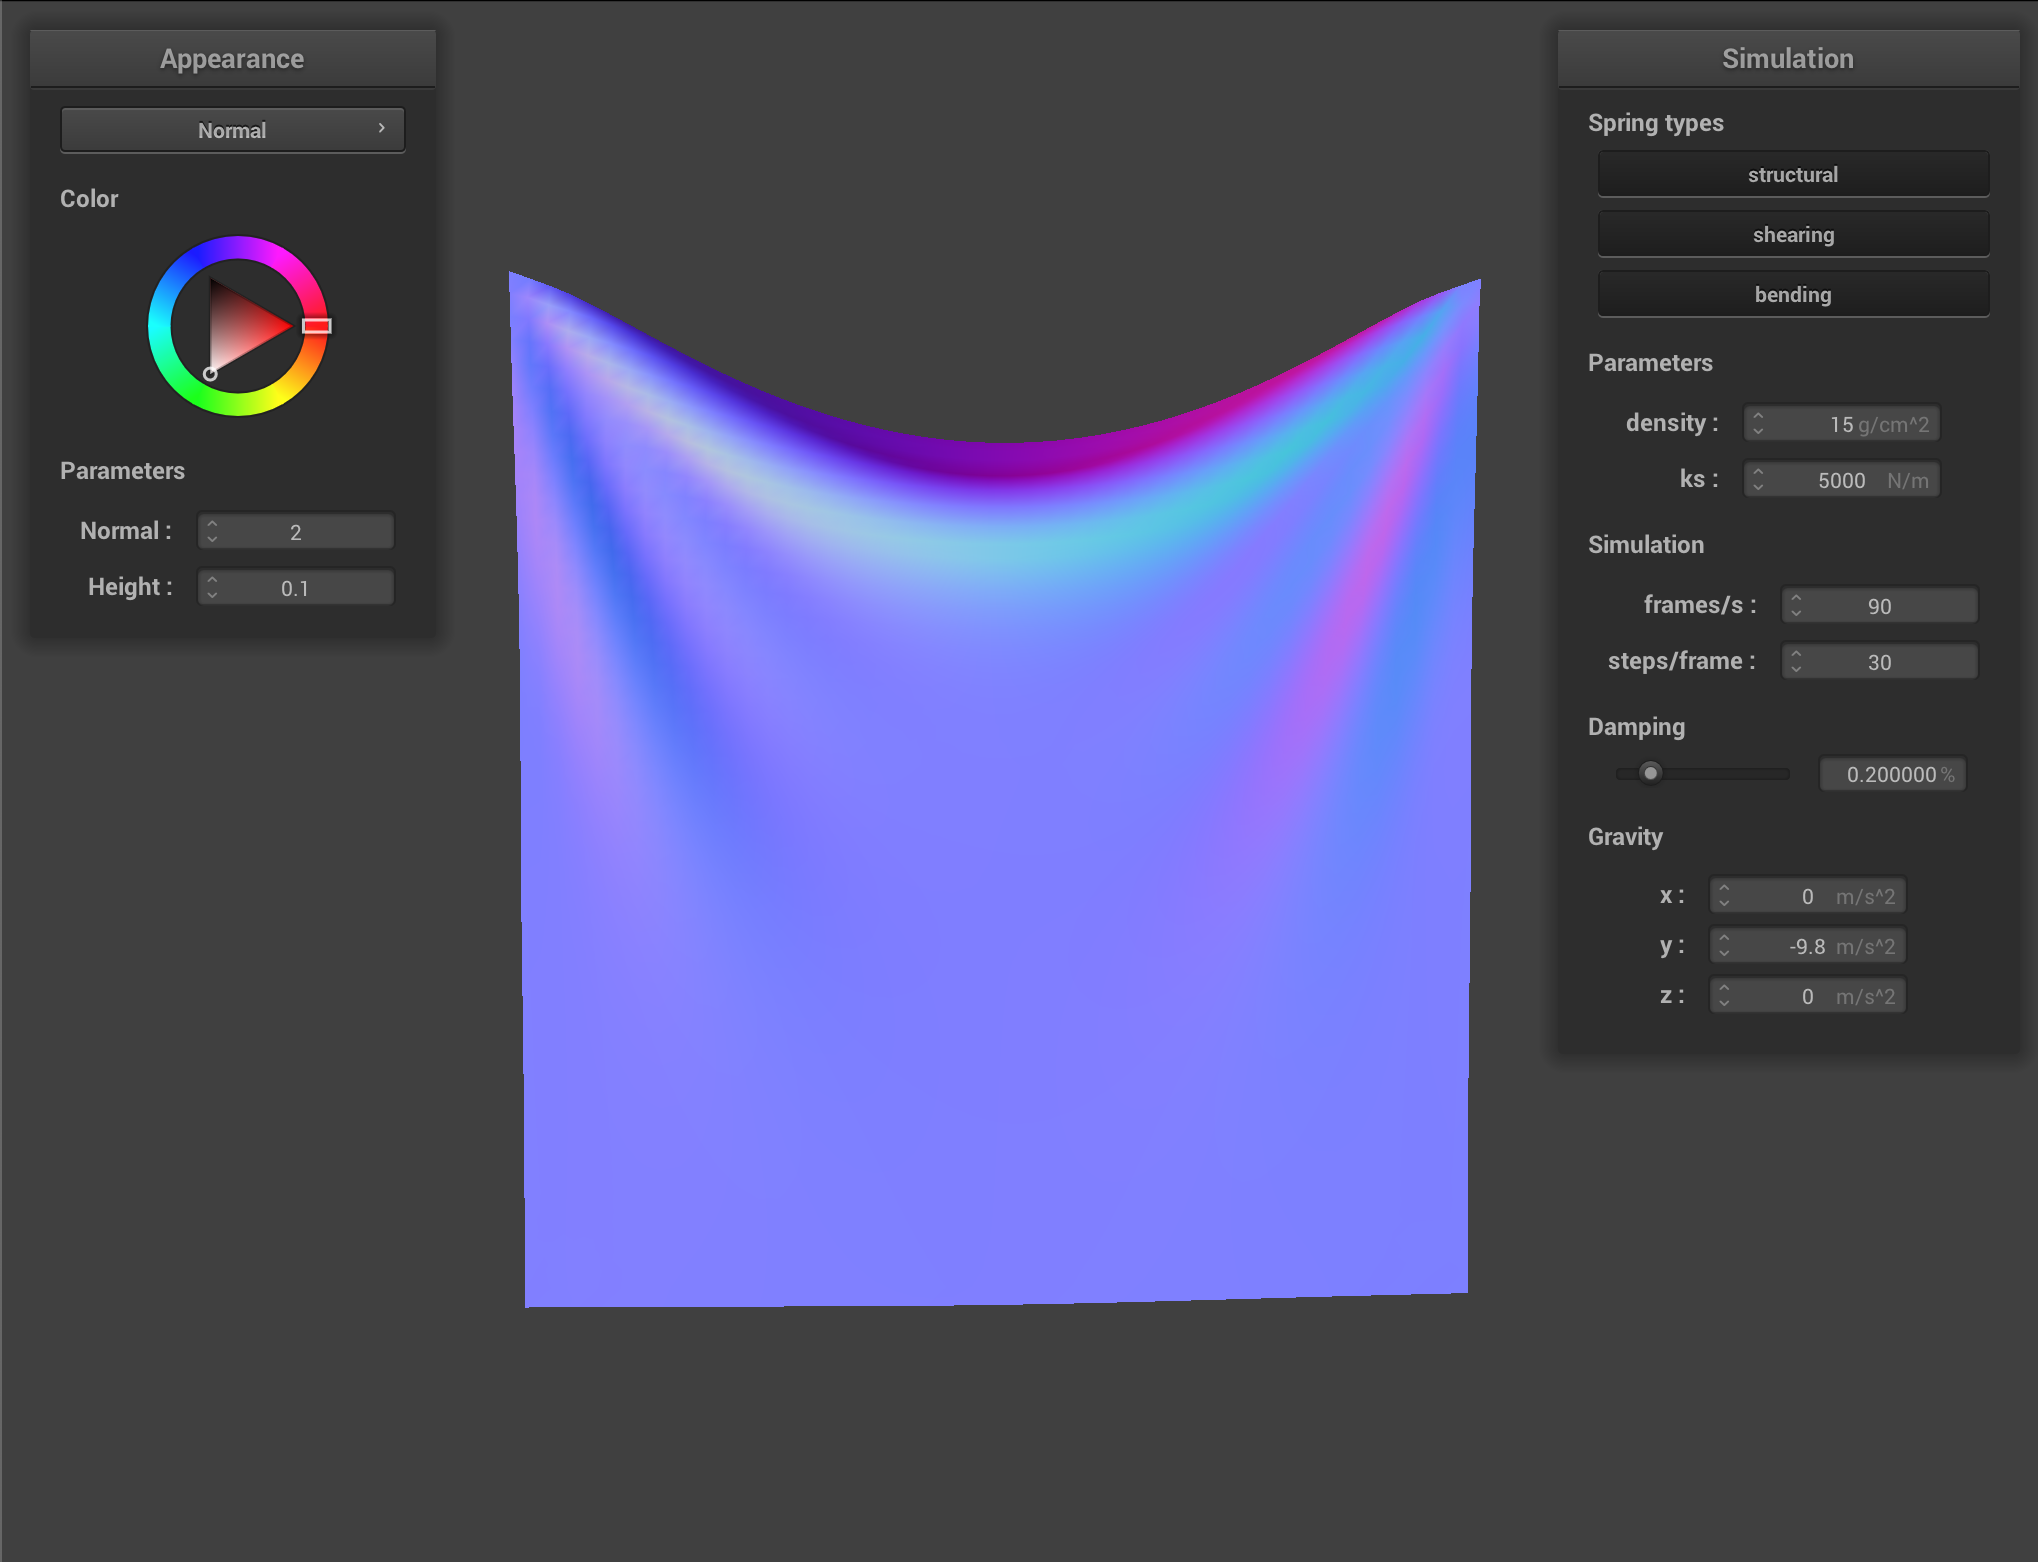 Appearance
Normal
Color
Parameters
Normal : 2
Height : 0.1
Simulation
Spring types
structural
shearing
bending
Parameters
density : 15 g/cm^2
ks : 5000 N/m
Simulation
frames/s : 90
steps/frame : 30
Damping
0.200000 %
Gravity
x : 0 m/s^2
y : -9.8 m/s^2
z : 0 m/s^2